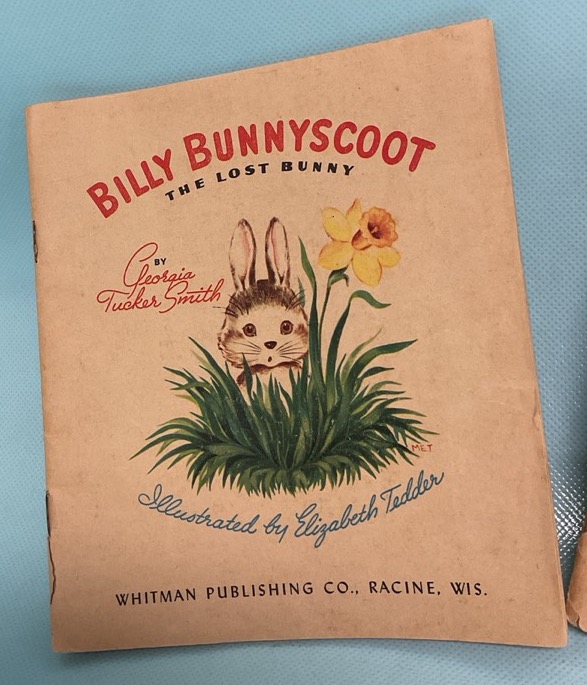 BILLY BUNNYSCOOT
THE LOST BUNNY
BY
Georgia
Tucker Smith
MET
Illustrated by Elizabeth Tedder
WHITMAN PUBLISHING CO., RACINE, WIS.